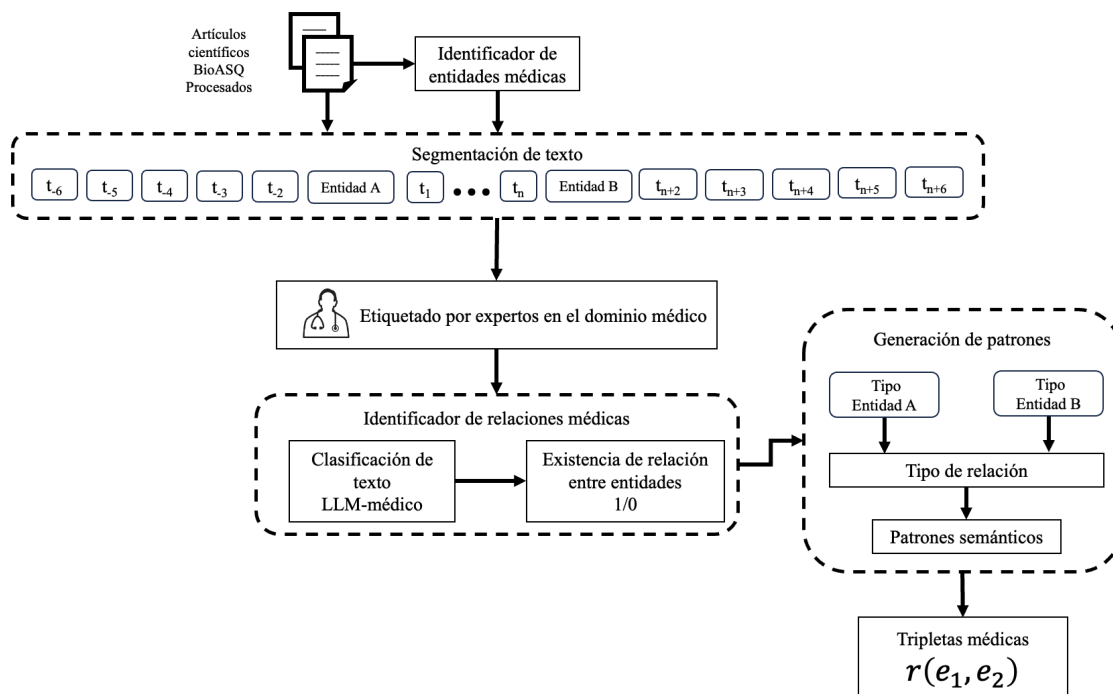 Artículos
científicos
BioASQ
Procesados
Identificador de
entidades médicas
Segmentación de texto
t-6 t-5 t-4 t-3 t-2 Entidad A t1 ••• tn Entidad B tn+2 tn+3 tn+4 tn+5 tn+6
Etiquetado por expertos en el dominio médico
Identificador de relaciones médicas
Clasificación de
texto
LLM-médico
Existencia de relación
entre entidades
1/0
Generación de patrones
Tipo
Entidad A
Tipo
Entidad B
Tipo de relación
Patrones semánticos
Tripletas médicas
r(e1, e2)